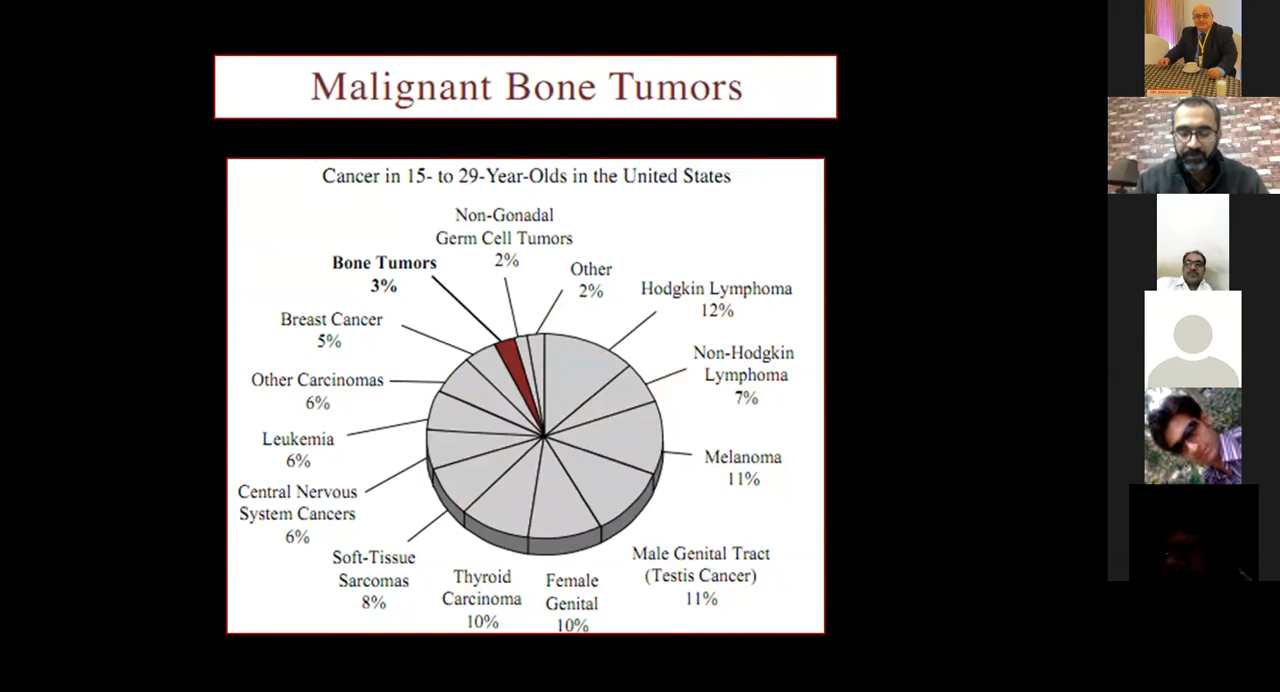 Malignant Bone Tumors
Cancer in 15- to 29-Year-Olds in the United States
Non-Gonadal
Germ Cell Tumors
2%
Other
2%
Bone Tumors
3%
Hodgkin Lymphoma
12%
Breast Cancer
5%
Non-Hodgkin
Lymphoma
7%
Other Carcinomas
6%
Leukemia
6%
Melanoma
11%
Central Nervous
System Cancers
6%
Soft-Tissue
Sarcomas
8%
Thyroid
Carcinoma
10%
Female
Genital
10%
Male Genital Tract
(Testis Cancer)
11%